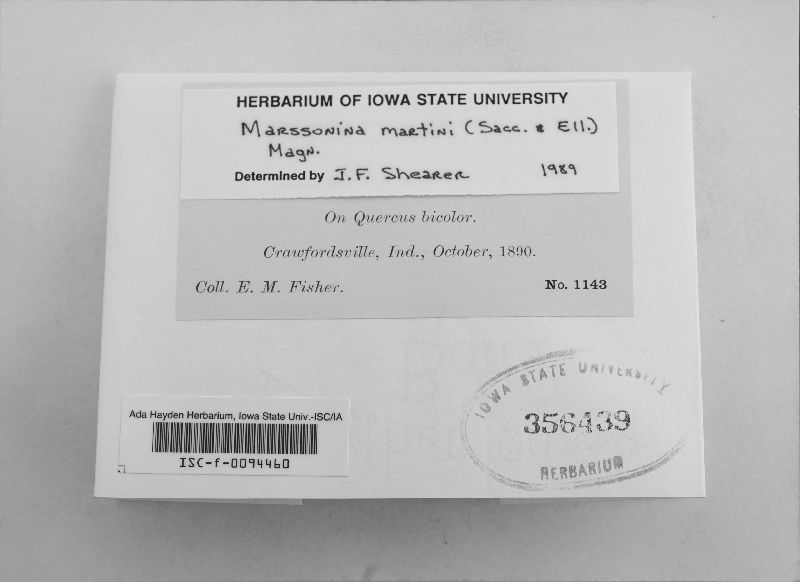 HERBARIUM OF IOWA STATE UNIVERSITY
Marssonina martini (Sacc. & Ell.)
Magn.
Determined by J.F. Shearer 1989
On Quercus bicolor.
Crawfordsville, Ind., October, 1890.
Coll. E. M. Fisher. No. 1143
IOWA STATE UNIVERSITY
356439
HERBARIUM
Ada Hayden Herbarium, Iowa State Univ.-ISC/IA
ISC-f-0094460